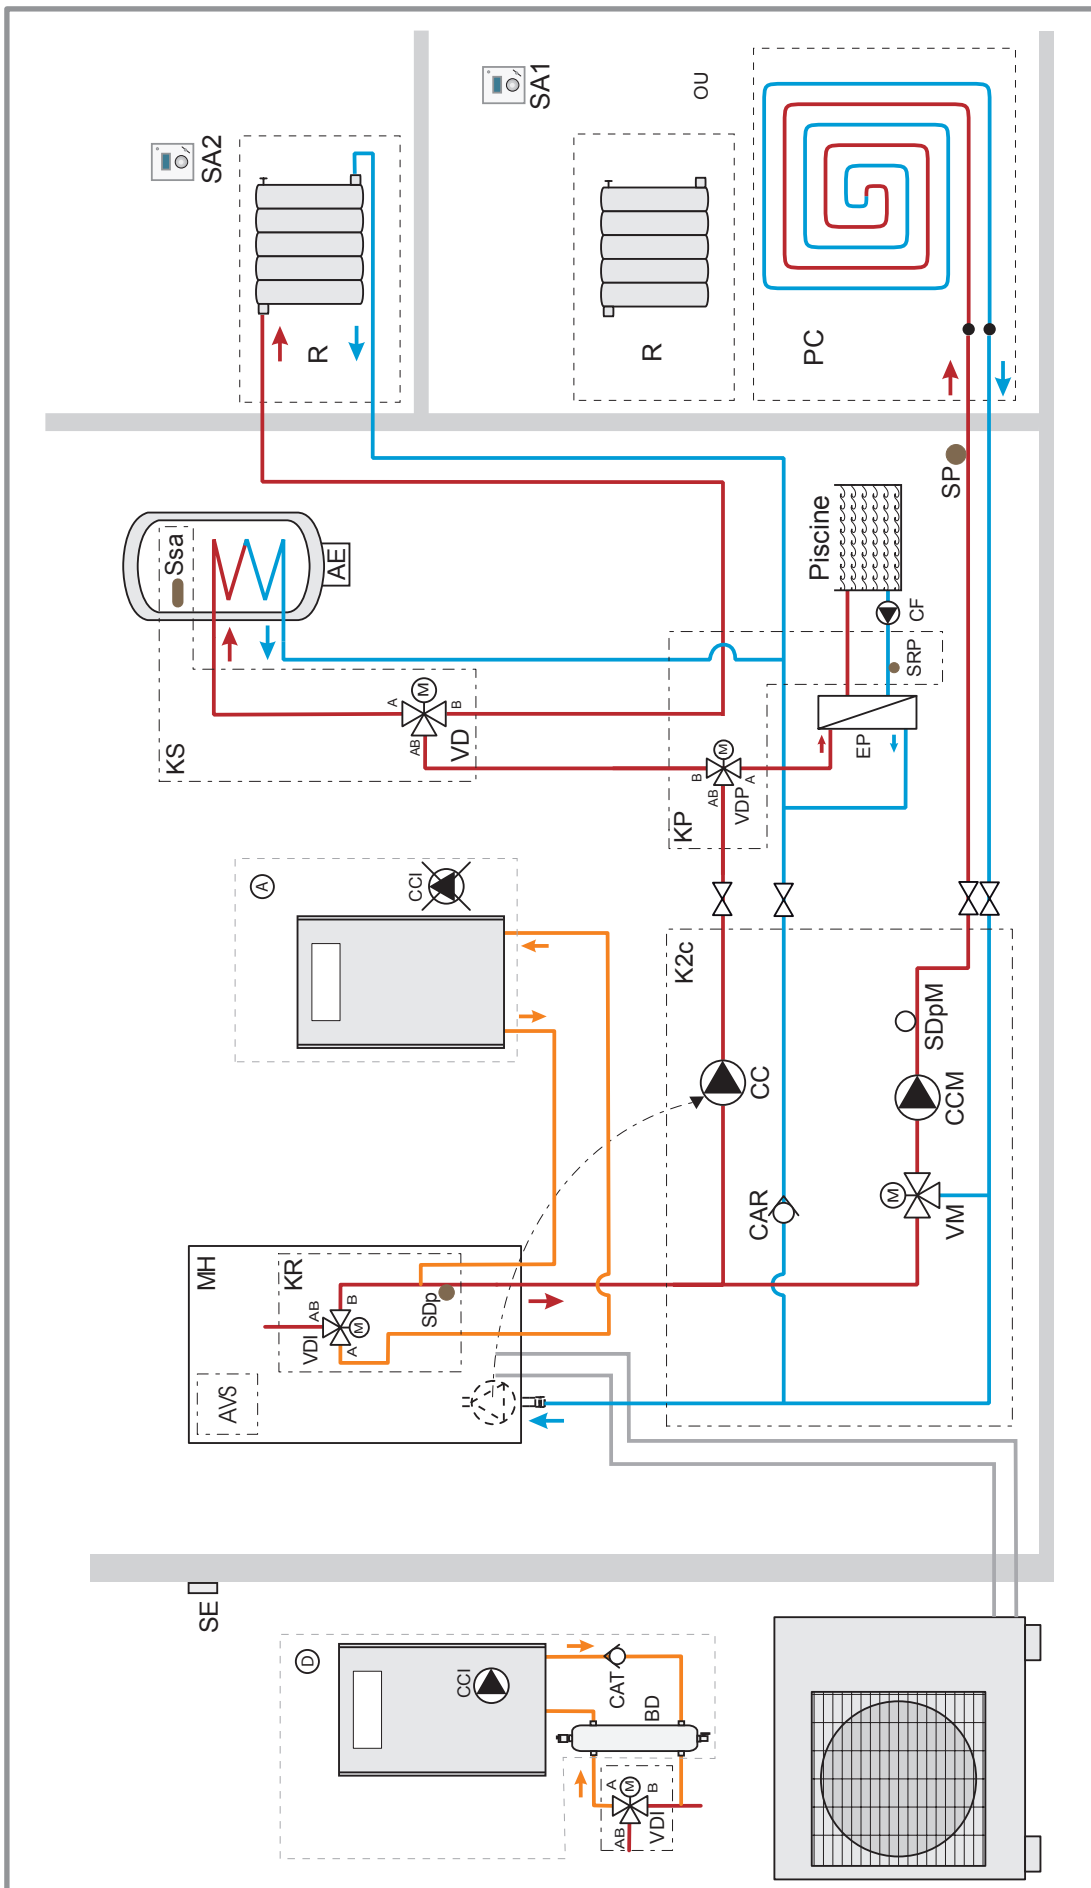 SA1
OU
SA2
R
R
PC
SP
Ssa
AE
Piscine
CF
SRP
A
M
B
AB
VD
KS
EP
B
M
A
AB
VDP
KP
A
CCI
K2c
SDpM
CC
CCM
CAR
M
VM
MH
KR
AB
B
VDI
M
A
SDp
AVS
SE
D
CCI
CAT
BD
A
M
B
AB
VDI